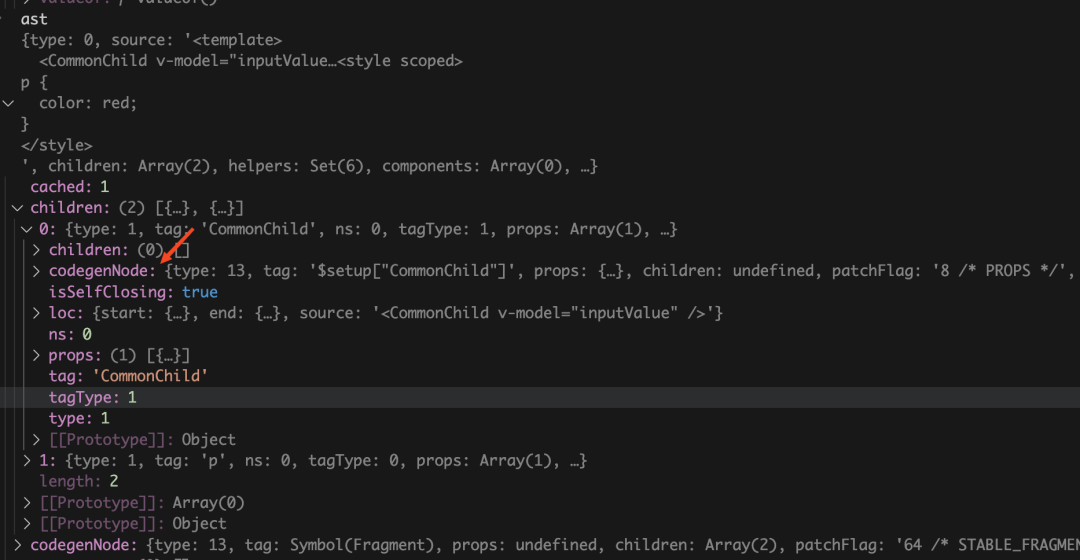 ast
{type: 0, source: '<template>
<CommonChild v-model="inputValue…<style scoped>
p {
color: red;
}
</style>
', children: Array(2), helpers: Set(6), components: Array(0), …}
cached: 1
children: (2) [{…}, {…}]
0: {type: 1, tag: 'CommonChild', ns: 0, tagType: 1, props: Array(1), …}
children: (0) []
codegenNode: {type: 13, tag: '$setup["CommonChild"]', props: {…}, children: undefined, patchFlag: '8 /* PROPS */',
isSelfClosing: true
loc: {start: {…}, end: {…}, source: '<CommonChild v-model="inputValue" />'}
ns: 0
props: (1) [{…}]
tag: 'CommonChild'
tagType: 1
type: 1
[[Prototype]]: Object
1: {type: 1, tag: 'p', ns: 0, tagType: 0, props: Array(1), …}
length: 2
[[Prototype]]: Array(0)
[[Prototype]]: Object
codegenNode: {type: 13, tag: Symbol(Fragment), props: undefined, children: Array(2), patchFlag: '64 /* STABLE_FRAGMEN